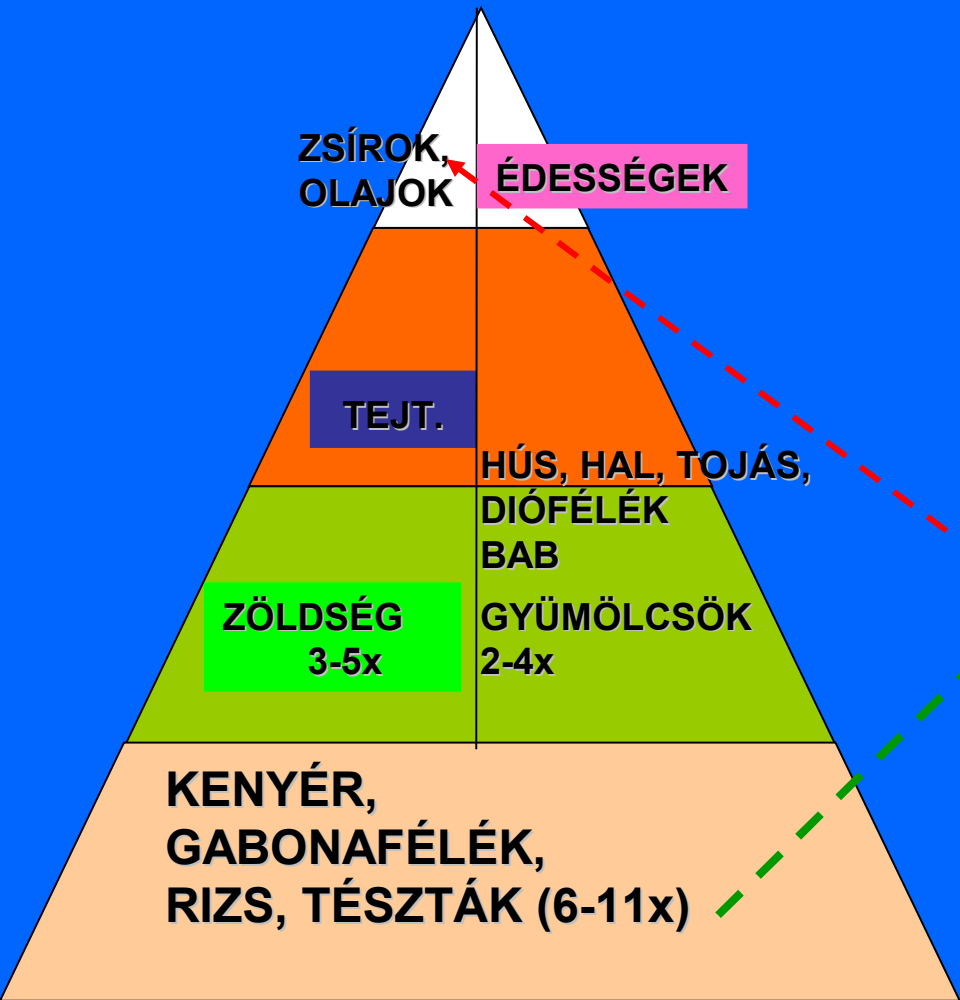 ZSÍROK,
OLAJOK
ÉDESSÉGEK
TEJT.
HÚS, HAL, TOJÁS,
DIÓFÉLÉK
BAB
ZÖLDSÉG
3-5x
GYÜMÖLCSÖK
2-4x
KENYÉR,
GABONAFÉLÉK,
RIZS, TÉSZTÁK (6-11x)